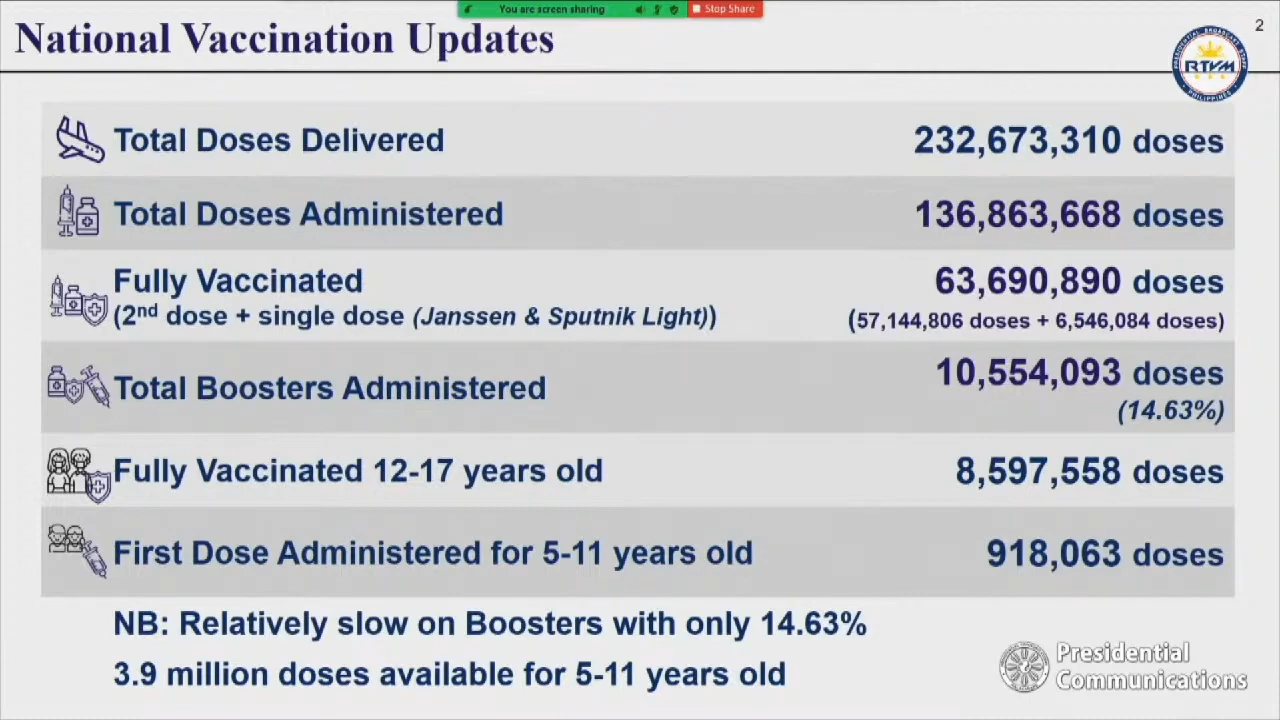 You are screen sharing
Stop Share
National Vaccination Updates
2
PRESIDENTIAL BROADCAST STAFF
RTVM
PHILIPPINES
Total Doses Delivered 232,673,310 doses
Total Doses Administered 136,863,668 doses
Fully Vaccinated 63,690,890 doses
(2nd dose + single dose (Janssen & Sputnik Light)) (57,144,806 doses + 6,546,084 doses)
Total Boosters Administered 10,554,093 doses
(14.63%)
Fully Vaccinated 12-17 years old 8,597,558 doses
First Dose Administered for 5-11 years old 918,063 doses
NB: Relatively slow on Boosters with only 14.63%
3.9 million doses available for 5-11 years old
Presidential
Communications